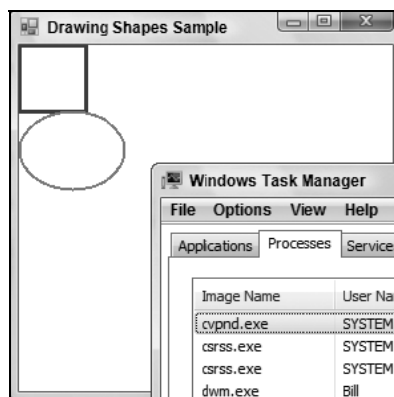 Drawing Shapes Sample
Windows Task Manager
File Options View Help
Applications Processes Service
Image Name User Na
cvpnd.exe SYSTEM
csrss.exe SYSTEM
csrss.exe SYSTEM
dwm.exe Bill